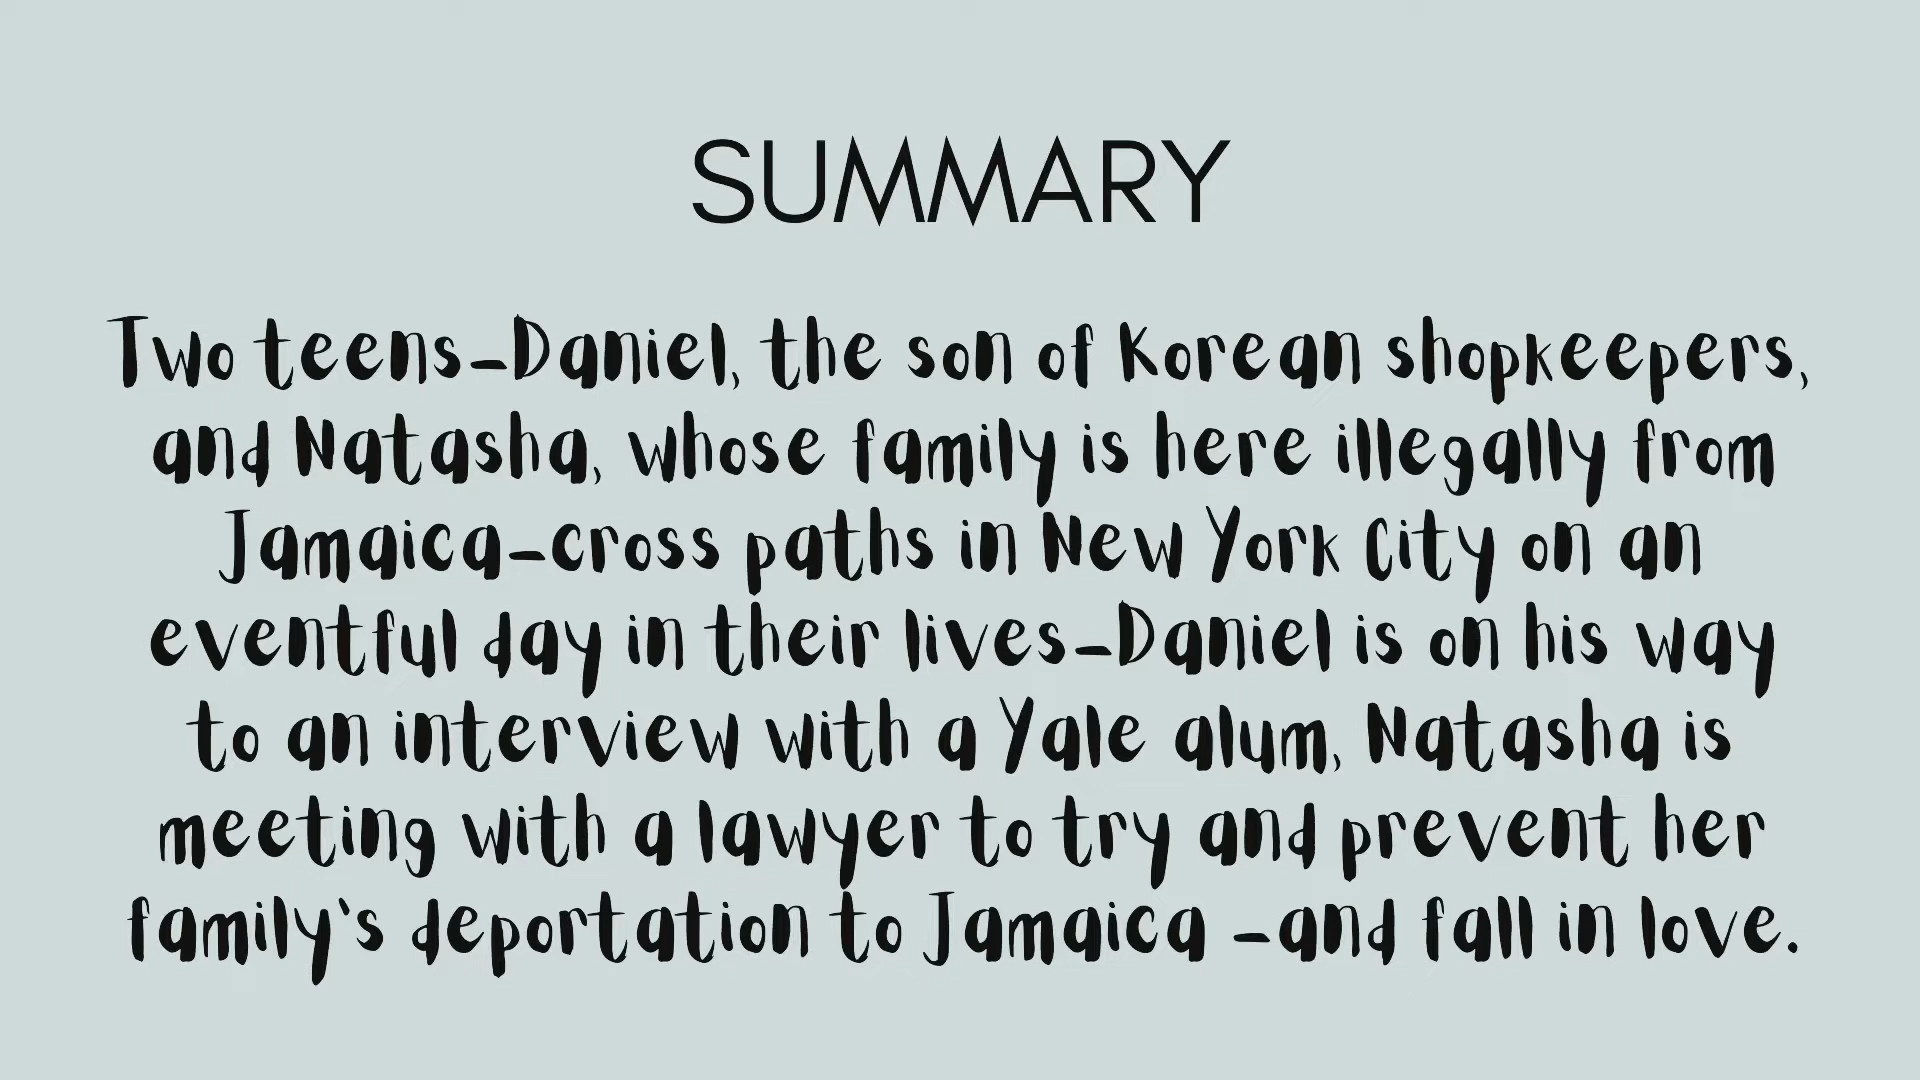 SUMMARY
Two teens-Daniel, the son of Korean shopkeepers,
and Natasha, whose family is here illegally from
Jamaica-cross paths in New York City on an
eventful day in their lives-Daniel is on his way
to an interview with a Yale alum, Natasha is
meeting with a lawyer to try and prevent her
family's deportation to Jamaica -and fall in love.